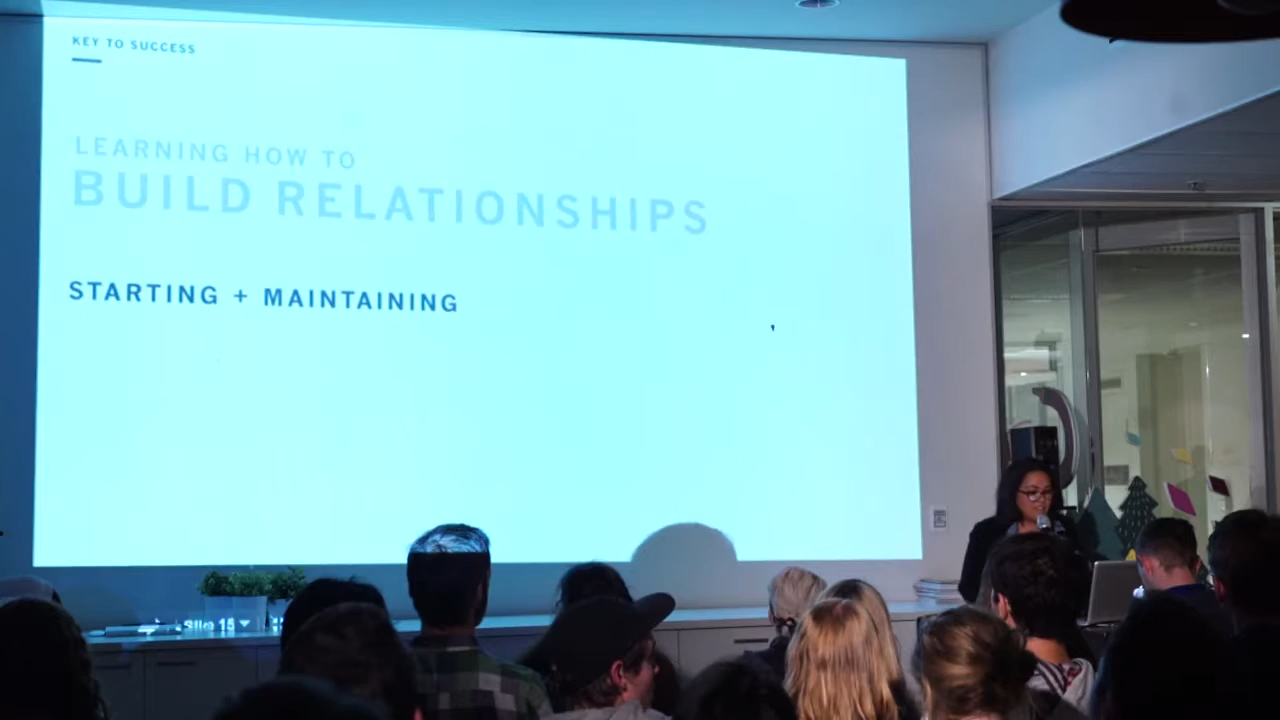 KEY TO SUCCESS
LEARNING HOW TO
BUILD RELATIONSHIPS
STARTING + MAINTAINING